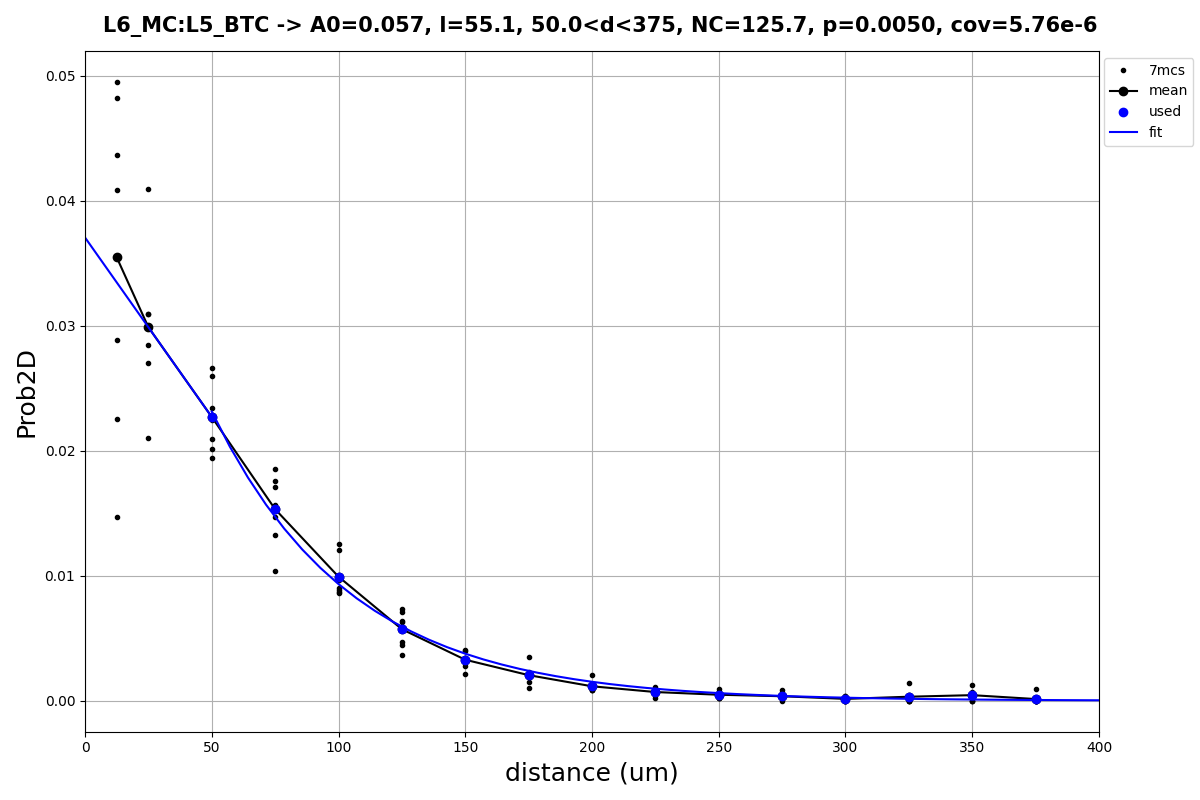 L6_MC:L5_BTC -> A0=0.057, l=55.1, 50.0<d<375, NC=125.7, p=0.0050, cov=5.76e-6
7mcs
mean
used
fit
0.05
0.04
0.03
0.02
0.01
0.00
Prob2D
0 50 100 150 200 250 300 350 400
distance (um)